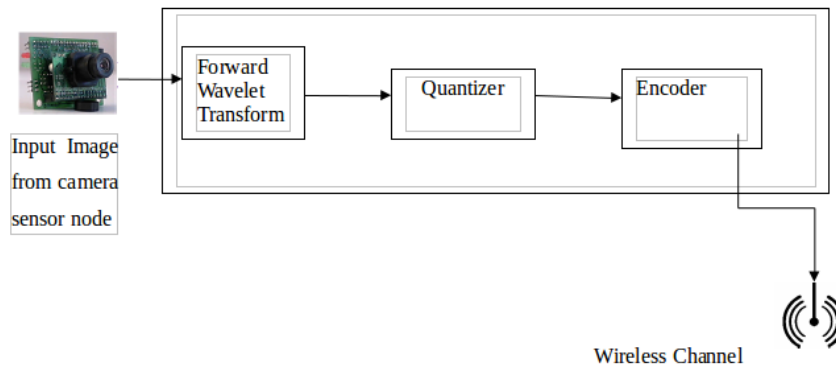 Forward
Wavelet
Transform
Quantizer
Encoder
Input Image
from camera
sensor node
Wireless Channel